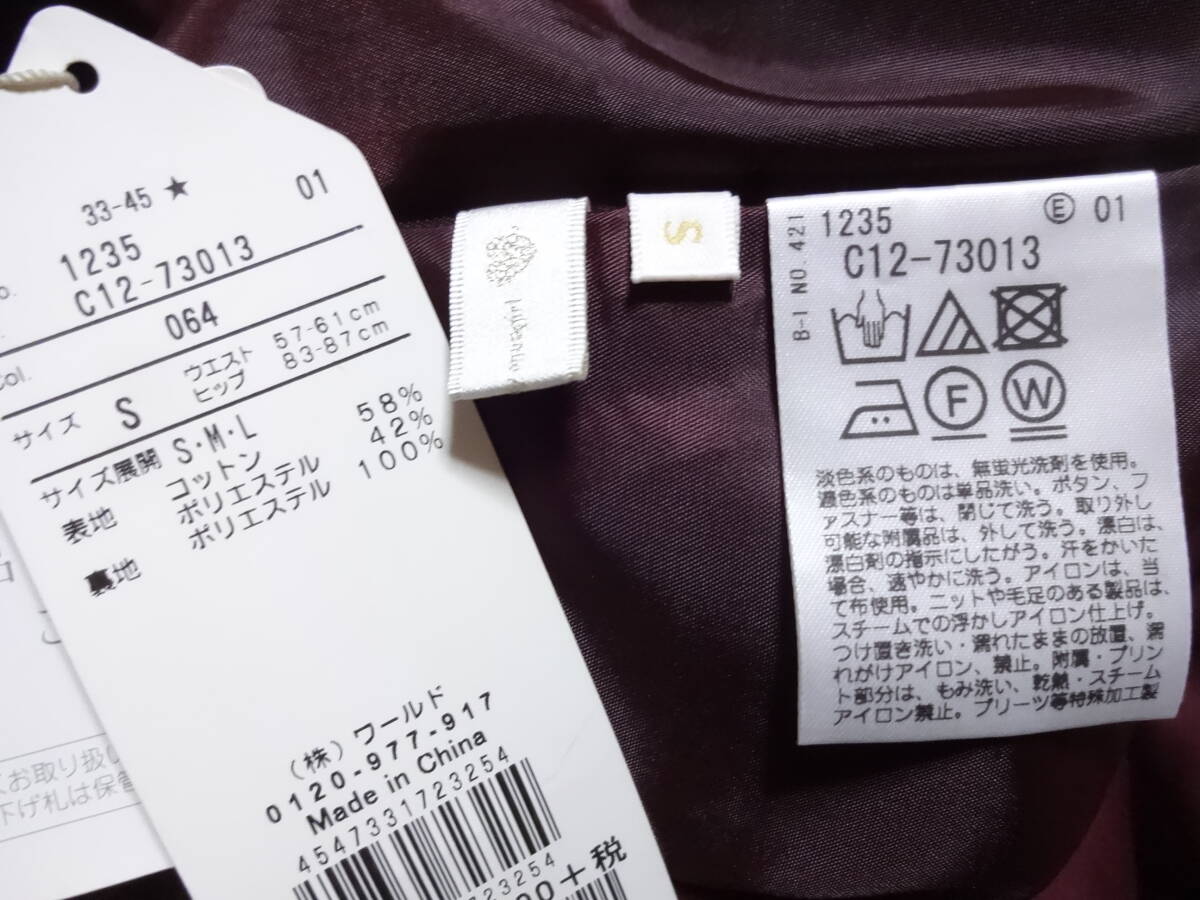 33-45 ★ 01
1235
C12-73013
064
サイズ S ウエスト 57-61cm
ヒップ 83-87cm
サイズ展開 S・M・L
表地 コットン 58%
ポリエステル 42%
裏地 ポリエステル 100%
(株)ワールド
0120-977-917
Made in China
4547331723254
+税
お取り扱い
下げ札は保管
S
B-I NO. 421
1235 Ⓔ 01
C12-73013
F W
淡色系のものは、無蛍光洗剤を使用。
濃色系のものは単品洗い。ボタン、フ
ァスナー等は、閉じて洗う。取り外し
可能な附属品は、外して洗う。漂白は、
漂白剤の指示にしたがう。汗をかいた
場合、速やかに洗う。アイロンは、当
て布使用。ニットや毛足のある製品は、
スチームでの浮かしアイロン仕上げ。
つけ置き洗い・濡れたままの放置、濡
れがけアイロン、禁止。附属・プリン
ト部分は、もみ洗い、乾熱・スチーム
アイロン禁止。プリーツ等特殊加工製